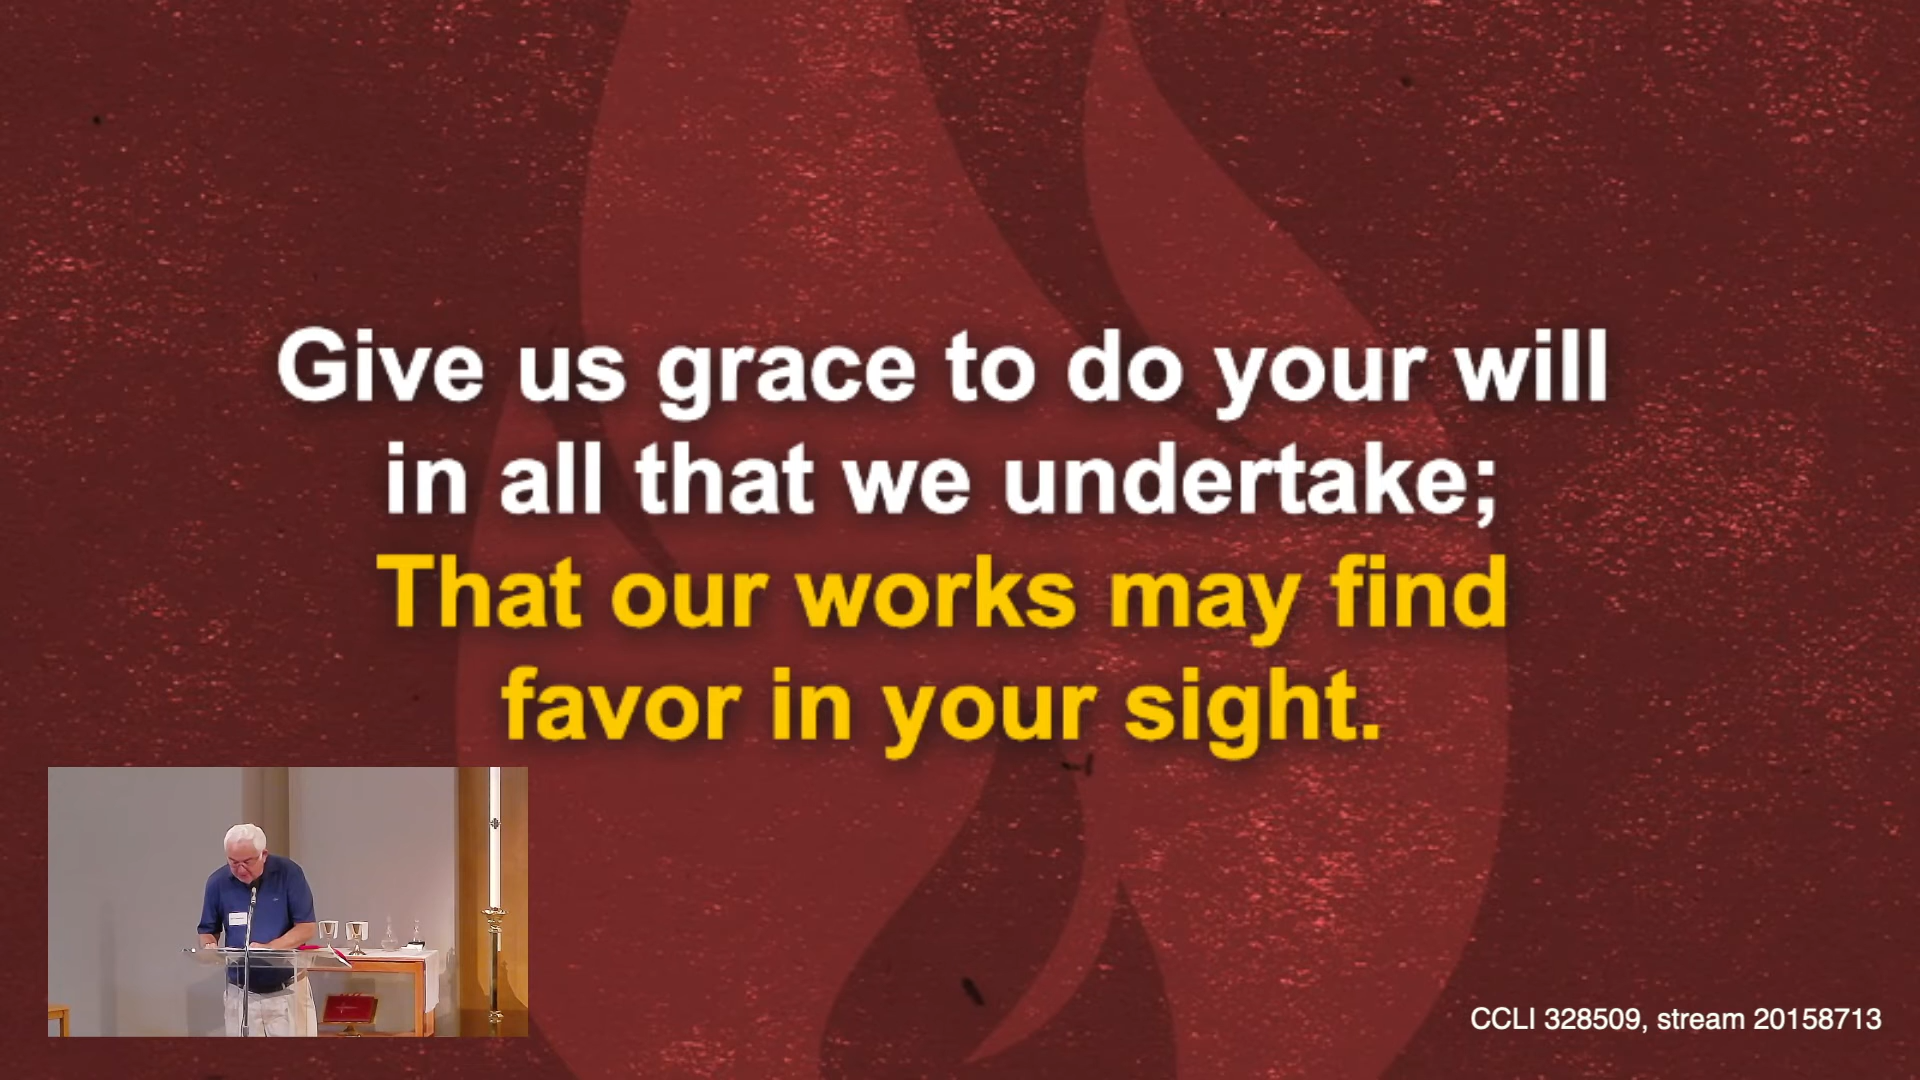 Give us grace to do your will
in all that we undertake;
That our works may find
favor in your sight.
CCLI 328509, stream 20158713